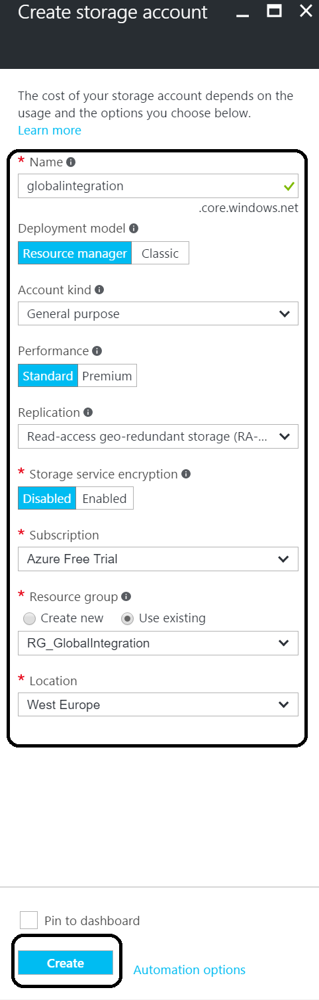 Create storage account
The cost of your storage account depends on the
usage and the options you choose below.
Learn more
* Name
globalintegration
.core.windows.net
Deployment model
Resource manager Classic
Account kind
General purpose
Performance
Standard Premium
Replication
Read-access geo-redundant storage (RA-...
* Storage service encryption
Disabled Enabled
* Subscription
Azure Free Trial
* Resource group
Create new Use existing
RG_GlobalIntegration
* Location
West Europe
Pin to dashboard
Create Automation options